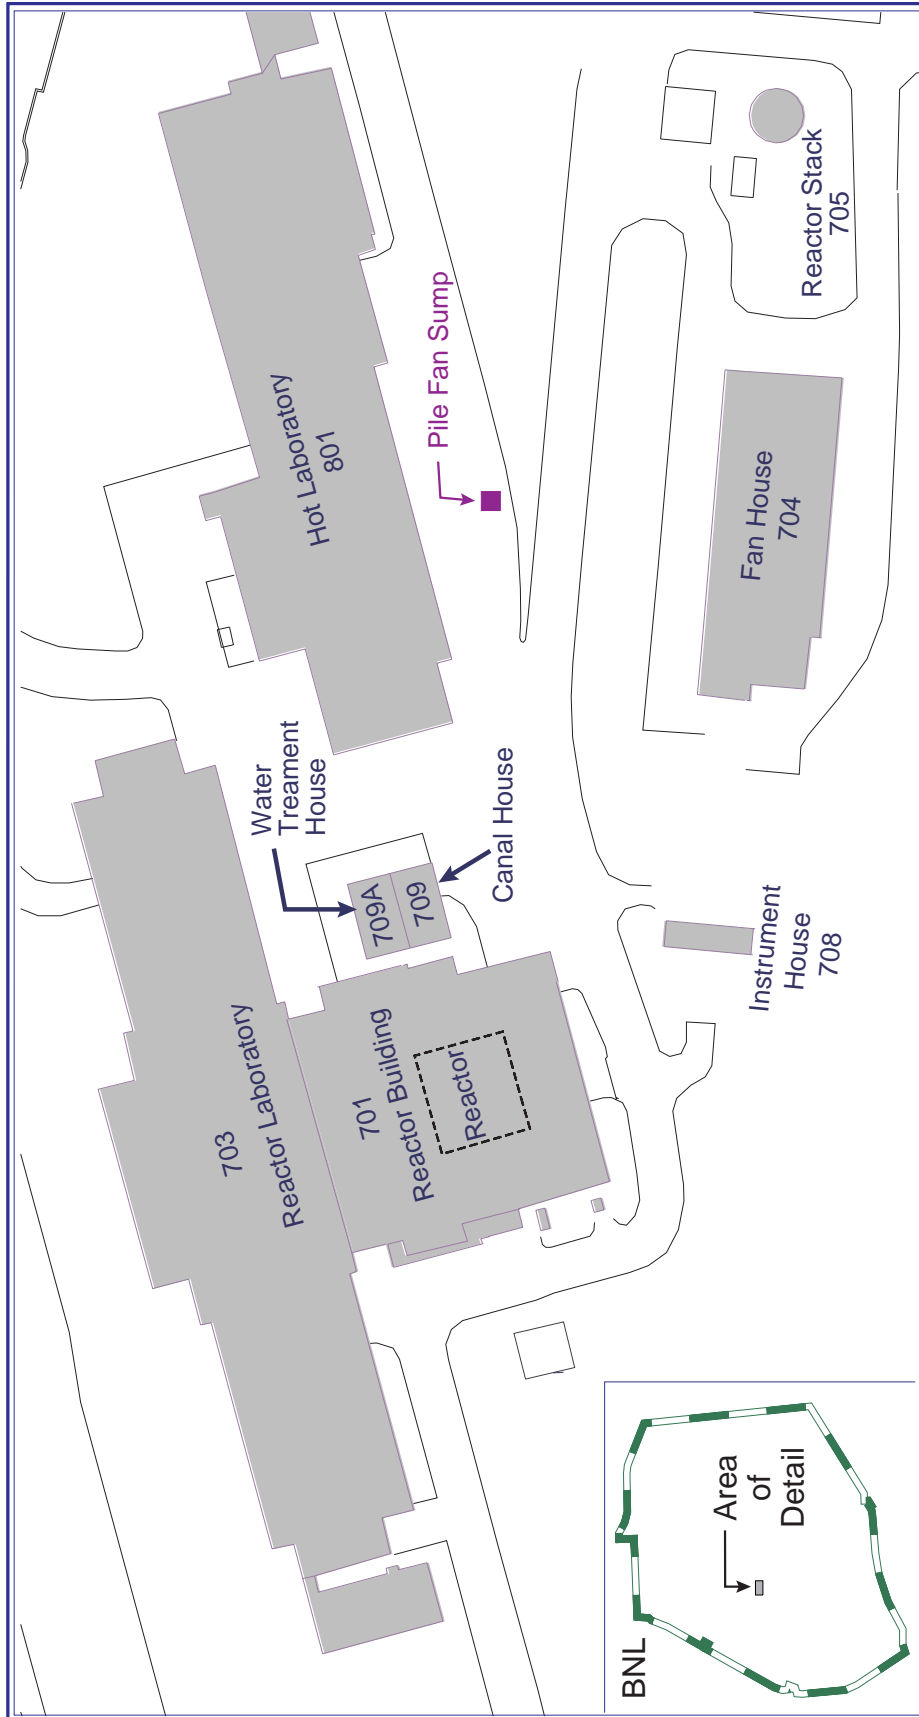 703
Reactor Laboratory
701
Reactor Building
Reactor
Water
Treament
House
709A
709
Canal House
Hot Laboratory
801
Pile Fan Sump
Reactor Stack
705
Fan House
704
Instrument
House
708
BNL
Area
of
Detail